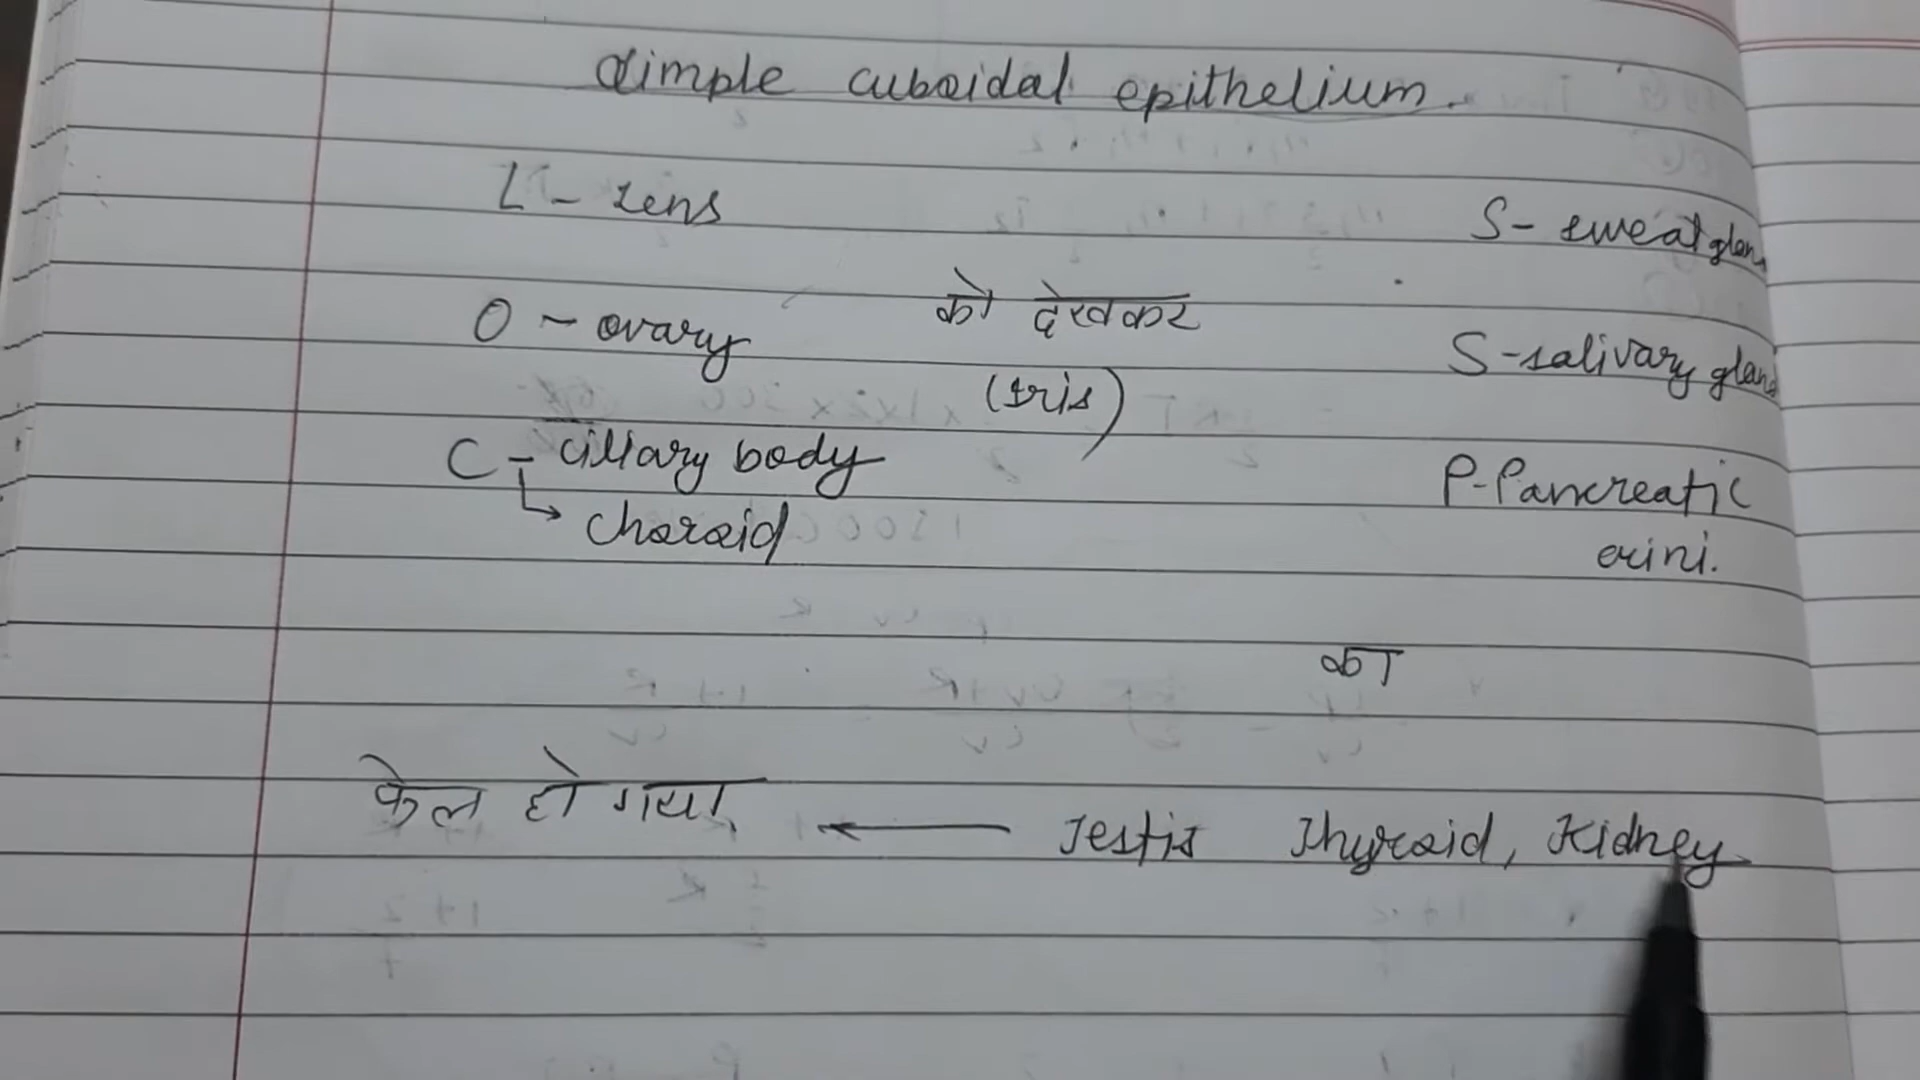 simple cuboidal epithelium.
L - Lens
S - sweat glan
को देखकर
O - ovary
S - salivary gland
(Iris)
C - cillary body
P - Pancreatic
↳ choroid
acini.
का
फेल हो गया ← Testis Thyroid, Kidney